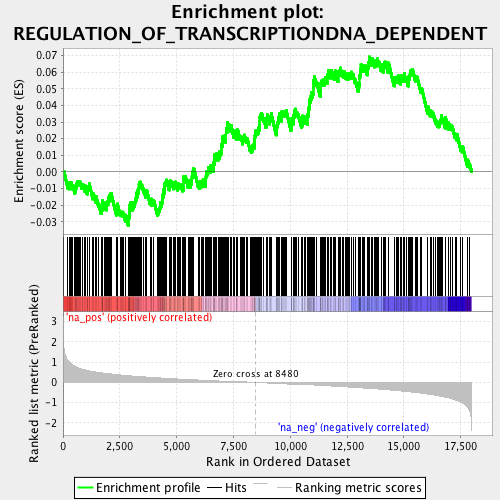 Enrichment plot:
REGULATION_OF_TRANSCRIPTIONDNA_DEPENDENT
Enrichment score (ES)
0.07
0.06
0.05
0.04
0.03
0.02
0.01
0.00
-0.01
-0.02
-0.03
'na_pos' (positively correlated)
Ranked list metric (PreRanked)
3
2
1
0
-1
-2
Zero cross at 8480
'na_neg' (negatively correlated)
0
2,500
5,000
7,500
10,000
12,500
15,000
17,500
Rank in Ordered Dataset
Enrichment profile
Hits
Ranking metric scores